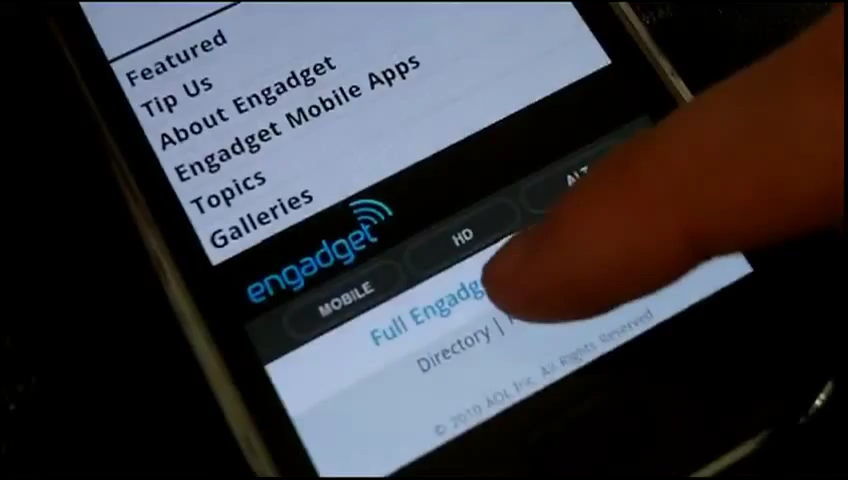 Featured
Tip Us
About Engadget
Engadget Mobile Apps
Topics
Galleries
engadget
MOBILE HD ALT
Full
Directory |
© 2010 AOL Inc. All Rights Reserved